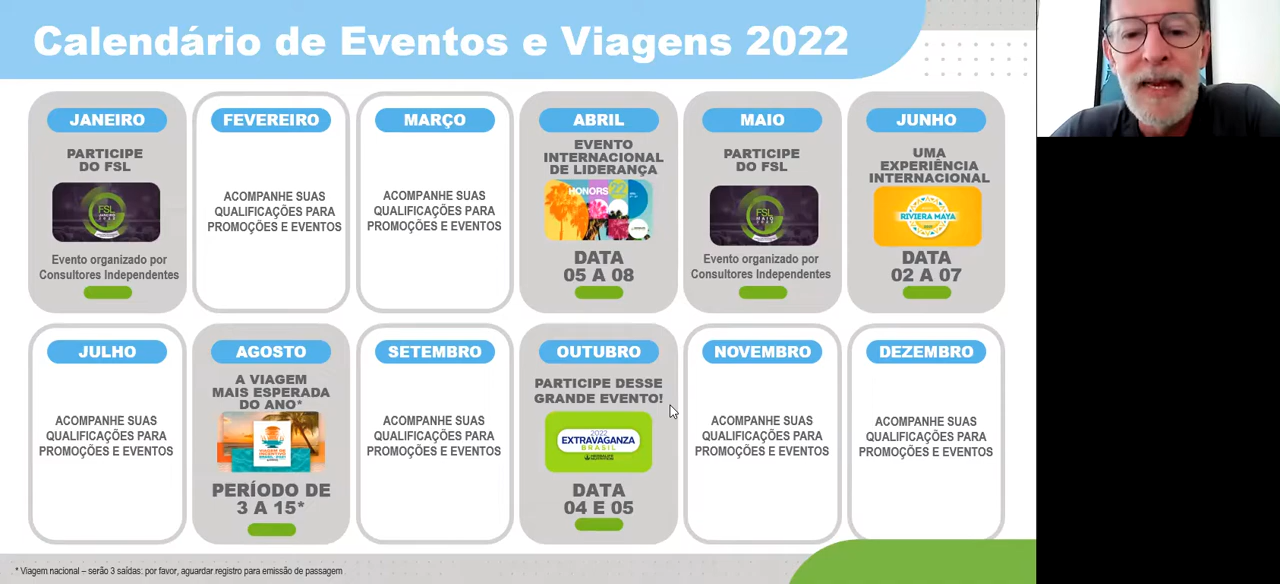 Calendário de Eventos e Viagens 2022
JANEIRO
PARTICIPE
DO FSL
FSL
Evento organizado por
Consultores Independentes
FEVEREIRO
ACOMPANHE SUAS
QUALIFICAÇÕES PARA
PROMOÇÕES E EVENTOS
MARÇO
ACOMPANHE SUAS
QUALIFICAÇÕES PARA
PROMOÇÕES E EVENTOS
ABRIL
EVENTO
INTERNACIONAL
DE LIDERANÇA
HONORS
22
DATA
05 A 08
MAIO
PARTICIPE
DO FSL
FSL
MAIO
Evento organizado por
Consultores Independentes
JUNHO
UMA
EXPERIÊNCIA
INTERNACIONAL
RIVIERA MAYA
DATA
02 A 07
JULHO
ACOMPANHE SUAS
QUALIFICAÇÕES PARA
PROMOÇÕES E EVENTOS
AGOSTO
A VIAGEM
MAIS ESPERADA
DO ANO*
PERÍODO DE
3 A 15*
SETEMBRO
ACOMPANHE SUAS
QUALIFICAÇÕES PARA
PROMOÇÕES E EVENTOS
OUTUBRO
PARTICIPE DESSE
GRANDE EVENTO!
2022
EXTRAVAGANZA
BRASIL
HERBALIFE
DATA
04 E 05
NOVEMBRO
ACOMPANHE SUAS
QUALIFICAÇÕES PARA
PROMOÇÕES E EVENTOS
DEZEMBRO
ACOMPANHE SUAS
QUALIFICAÇÕES PARA
PROMOÇÕES E EVENTOS
* Viagem nacional – serão 3 saídas: por favor, aguardar registro para emissão de passagem